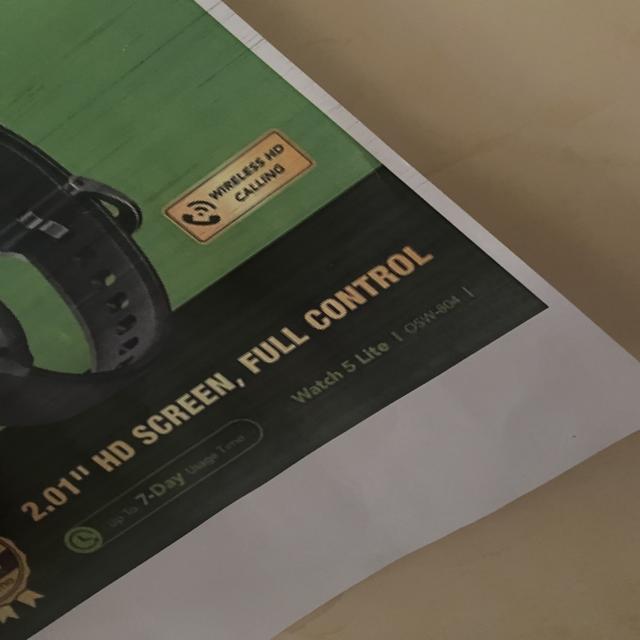 WIRELESS HD
CALLING
2.01" HD SCREEN, FULL CONTROL
Watch 5 Lite | OSW-804 |
up to 7-Day Usage Time